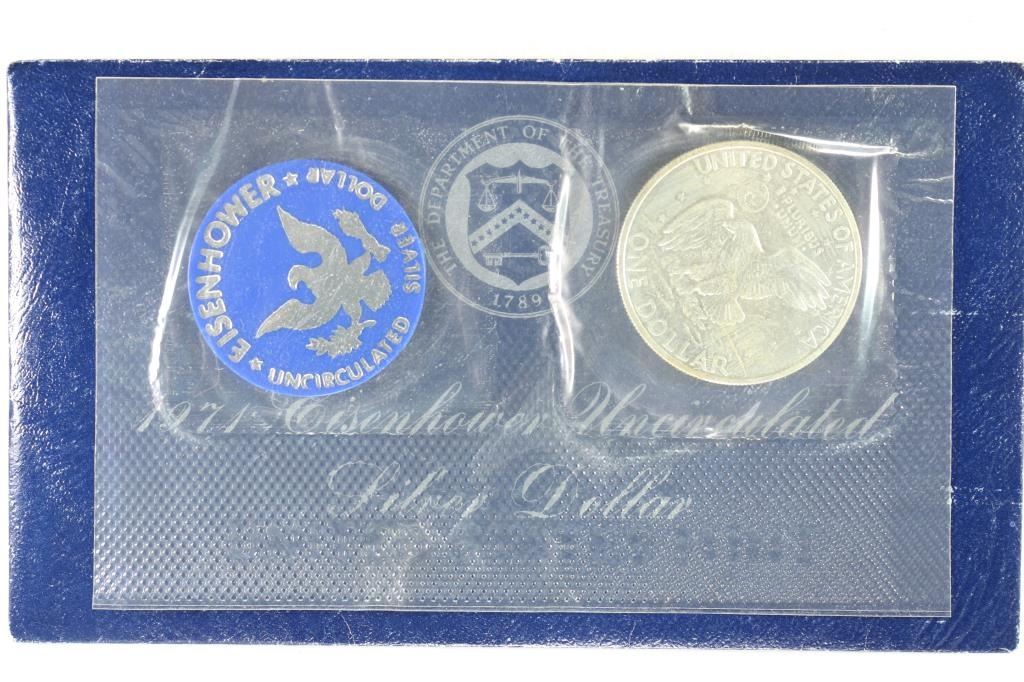 EISENHOWER ★ DOLLAR
SILVER
★ UNCIRCULATED
THE DEPARTMENT OF THE TREASURY
· 1789 ·
UNITED STATES OF AMERICA
E PLURIBUS UNUM
ONE DOLLAR
1971 - Eisenhower Uncirculated
Silver Dollar